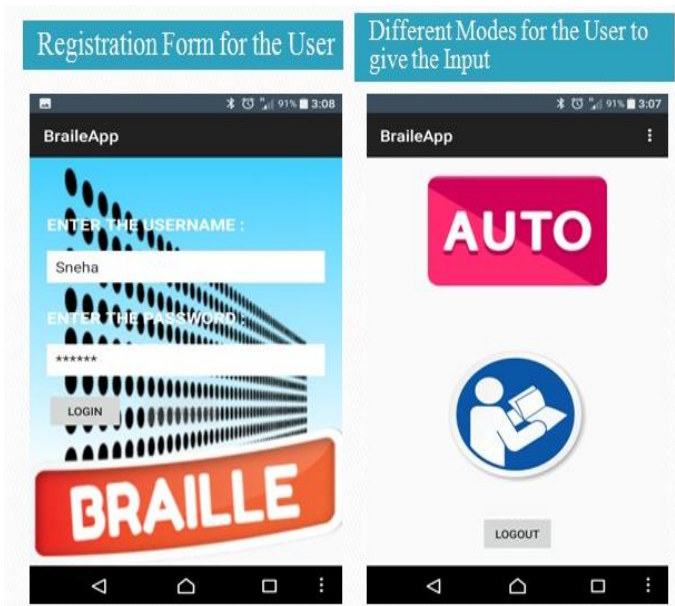 Registration Form for the User
91% 3:08
BraileApp
ENTER THE USERNAME :
Sneha
ENTER THE PASSWORD :
******
LOGIN
BRAILLE
Different Modes for the User to
give the Input
91% 3:07
BraileApp
AUTO
LOGOUT